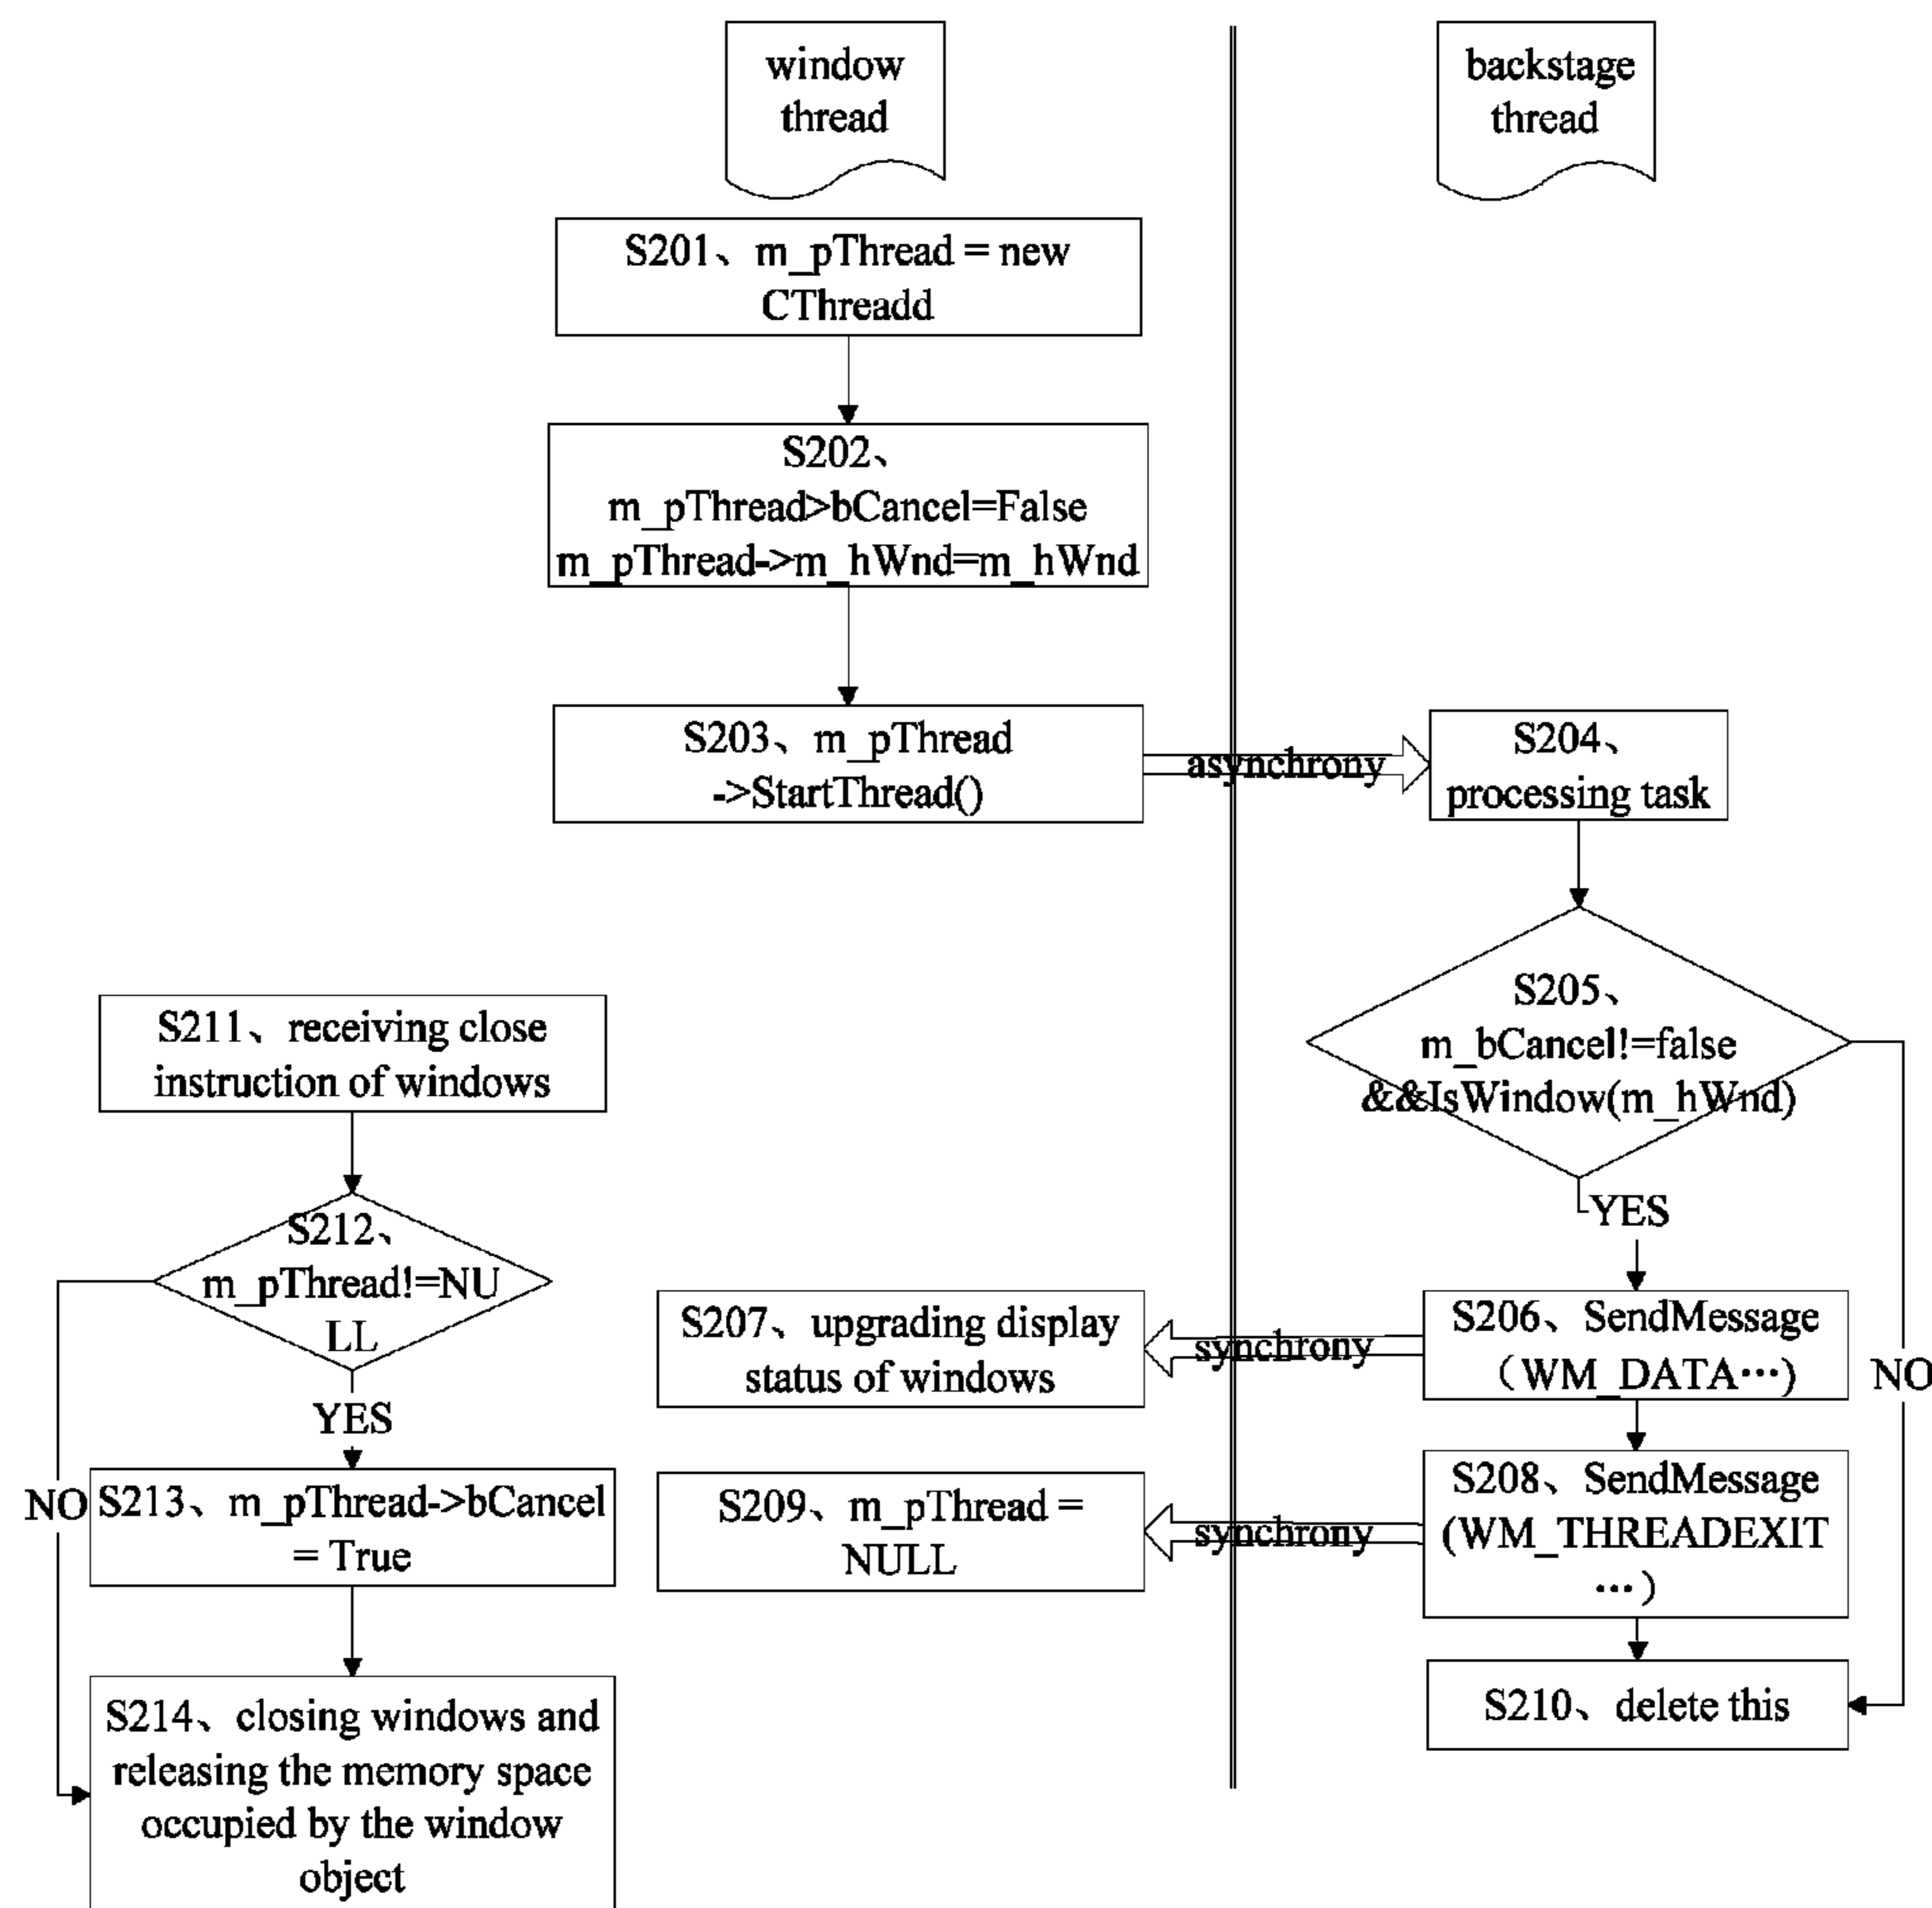 window
thread
backstage
thread
S201、m_pThread = new
CThreadd
S202、
m_pThread>bCancel=False
m_pThread->m_hWnd=m_hWnd
S203、m_pThread
->StartThread()
asynchrony
S204、
processing task
S205、
m_bCancel!=false
&&IsWindow(m_hWnd)
YES
NO
S206、SendMessage
（WM_DATA···)
synchrony
S207、upgrading display
status of windows
S208、SendMessage
(WM_THREADEXIT
···）
synchrony
S209、m_pThread =
NULL
S210、delete this
S211、receiving close
instruction of windows
S212、
m_pThread!=NU
LL
YES
NO
S213、m_pThread->bCancel
= True
S214、closing windows and
releasing the memory space
occupied by the window
object